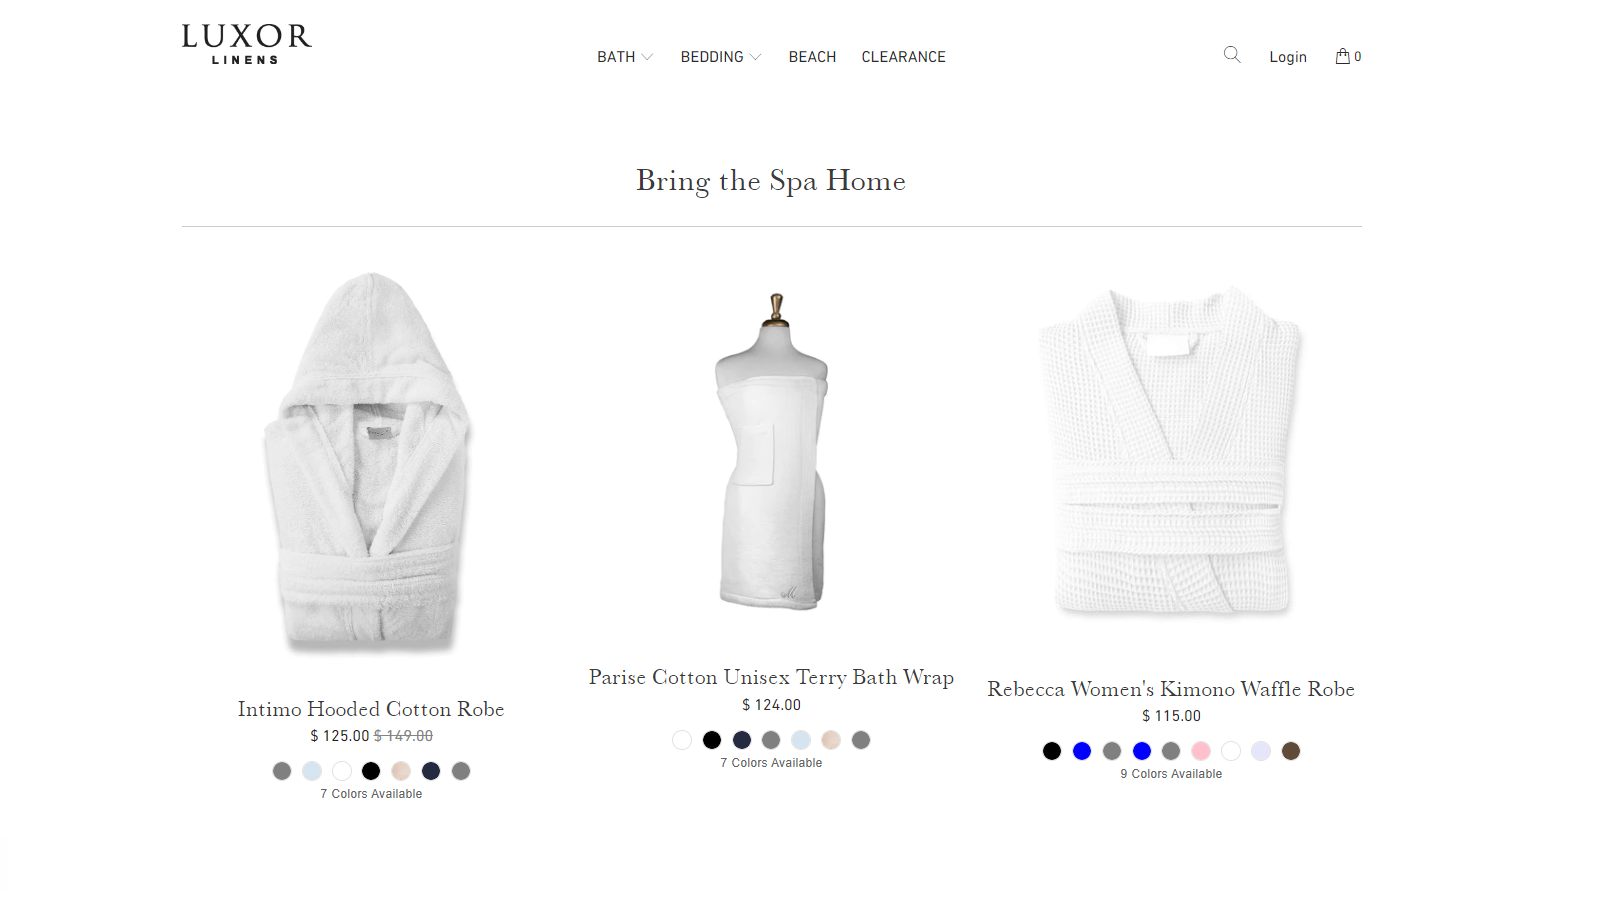 LUXOR
LINENS
BATH
BEDDING
BEACH
CLEARANCE
Login
0
Bring the Spa Home
Intimo Hooded Cotton Robe
$ 125.00 $ 149.00
7 Colors Available
Parise Cotton Unisex Terry Bath Wrap
$ 124.00
7 Colors Available
Rebecca Women's Kimono Waffle Robe
$ 115.00
9 Colors Available
M